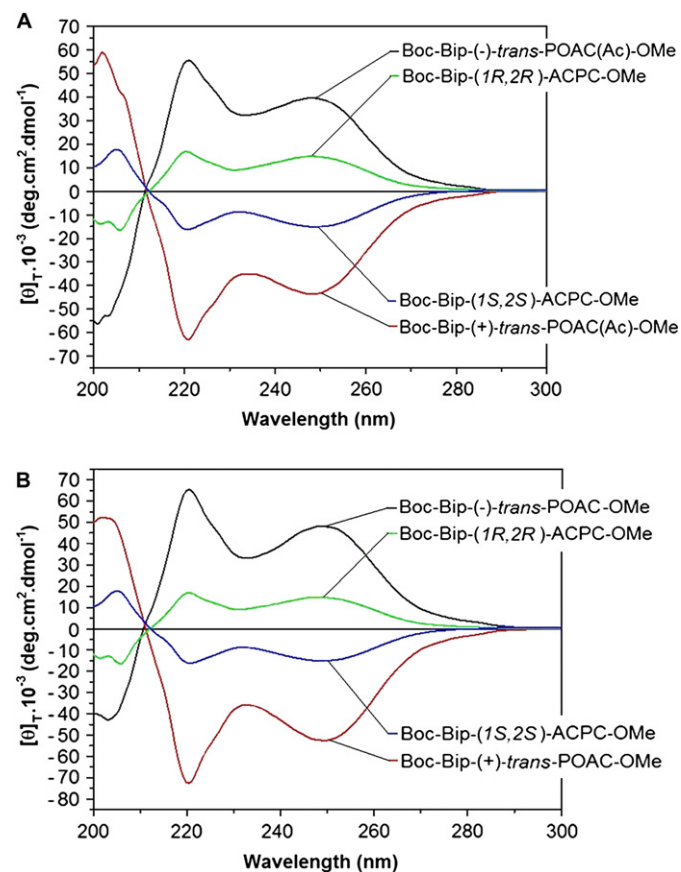 A
70
60
50
40
30
20
10
0
-10
-20
-30
-40
-50
-60
-70
[θ]T.10-3 (deg.cm2.dmol-1)
Boc-Bip-(-)-trans-POAC(Ac)-OMe
Boc-Bip-(1R,2R)-ACPC-OMe
Boc-Bip-(1S,2S)-ACPC-OMe
Boc-Bip-(+)-trans-POAC(Ac)-OMe
200 220 240 260 280 300
Wavelength (nm)
B
70
60
50
40
30
20
10
0
-10
-20
-30
-40
-50
-60
-70
-80
[θ]T.10-3 (deg.cm2.dmol-1)
Boc-Bip-(-)-trans-POAC-OMe
Boc-Bip-(1R,2R)-ACPC-OMe
Boc-Bip-(1S,2S)-ACPC-OMe
Boc-Bip-(+)-trans-POAC-OMe
200 220 240 260 280 300
Wavelength (nm)